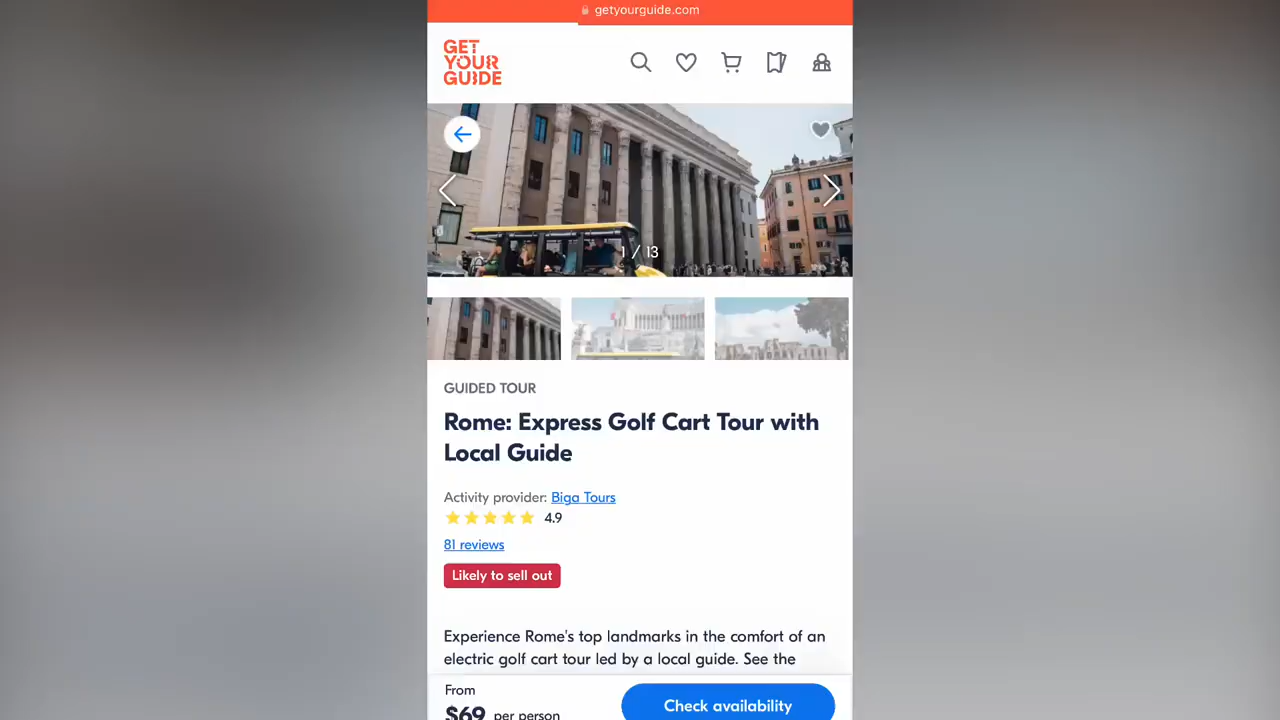 getyourguide.com
GET
YOUR
GUIDE
1 / 13
GUIDED TOUR
Rome: Express Golf Cart Tour with
Local Guide
Activity provider: Biga Tours
4.9
81 reviews
Likely to sell out
Experience Rome's top landmarks in the comfort of an
electric golf cart tour led by a local guide. See the
From
$69 per person
Check availability